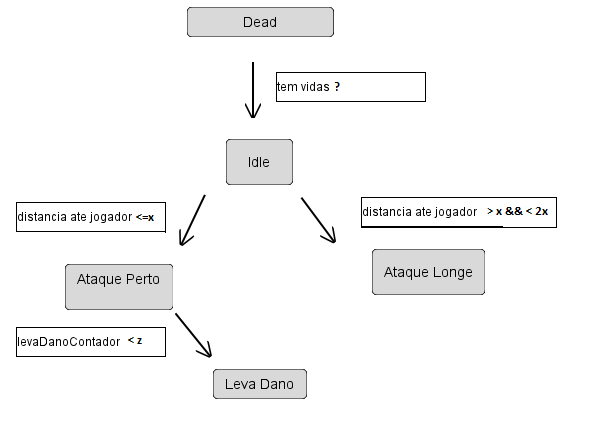 Dead
tem vidas ?
Idle
distancia ate jogador <=x
distancia ate jogador > x && < 2x
Ataque Perto
Ataque Longe
levaDanoContador < z
Leva Dano